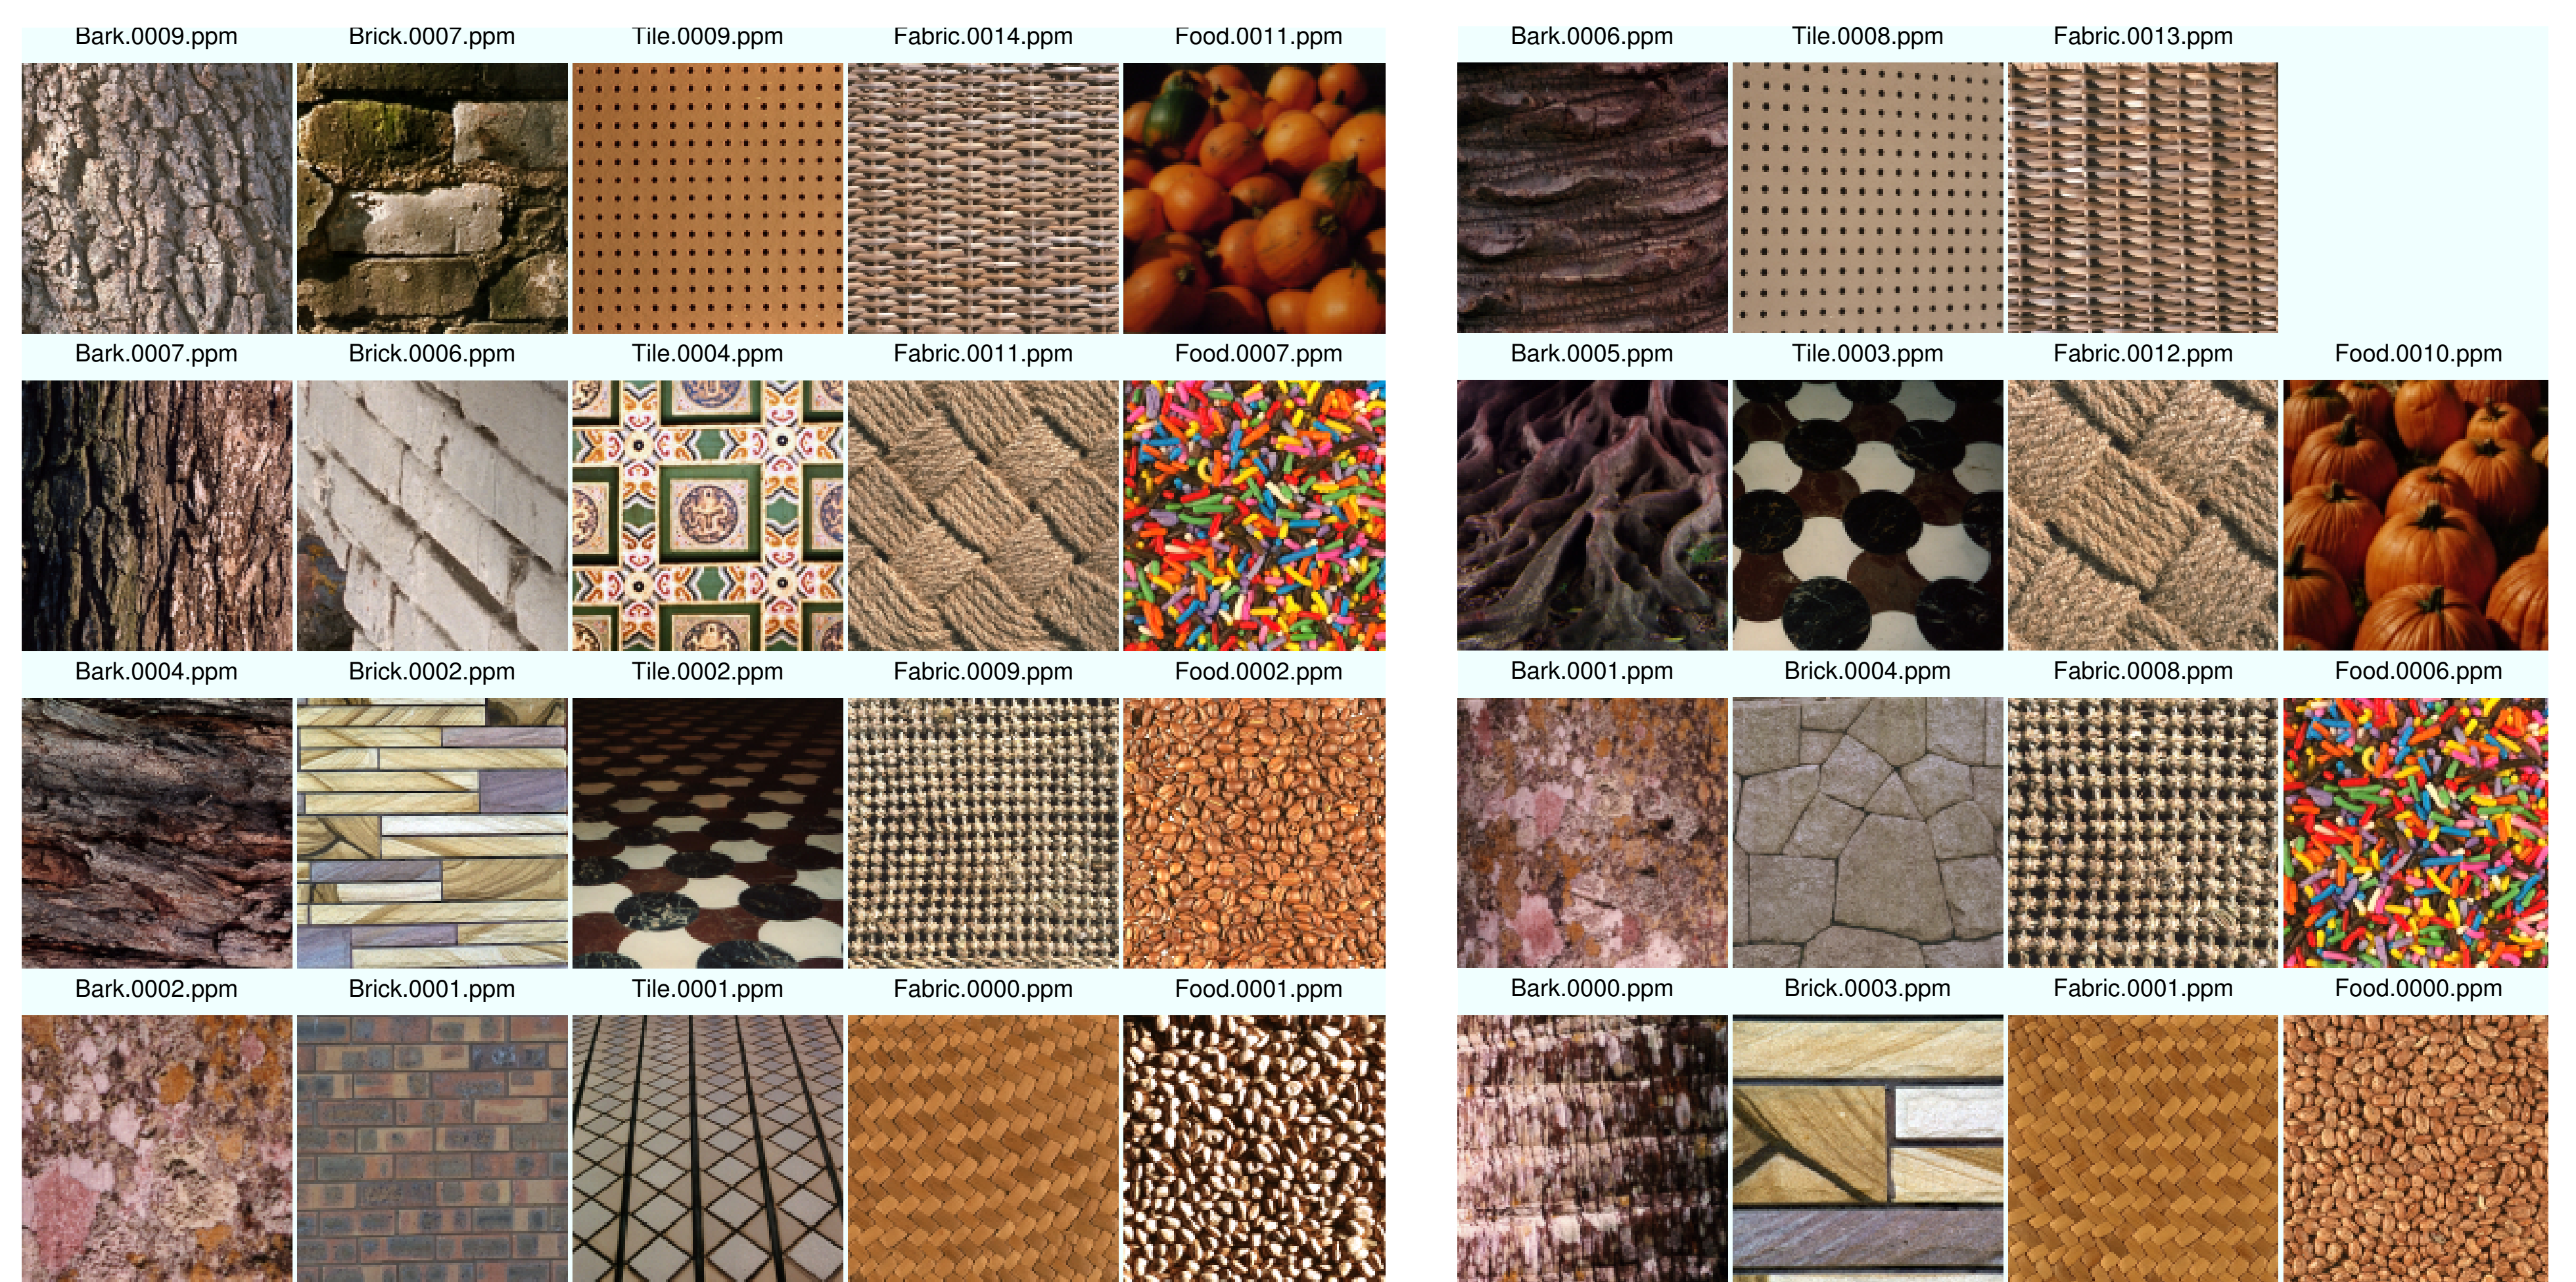 Bark.0009.ppm Brick.0007.ppm Tile.0009.ppm Fabric.0014.ppm Food.0011.ppm
Bark.0007.ppm Brick.0006.ppm Tile.0004.ppm Fabric.0011.ppm Food.0007.ppm
Bark.0004.ppm Brick.0002.ppm Tile.0002.ppm Fabric.0009.ppm Food.0002.ppm
Bark.0002.ppm Brick.0001.ppm Tile.0001.ppm Fabric.0000.ppm Food.0001.ppm
Bark.0006.ppm Tile.0008.ppm Fabric.0013.ppm
Bark.0005.ppm Tile.0003.ppm Fabric.0012.ppm Food.0010.ppm
Bark.0001.ppm Brick.0004.ppm Fabric.0008.ppm Food.0006.ppm
Bark.0000.ppm Brick.0003.ppm Fabric.0001.ppm Food.0000.ppm